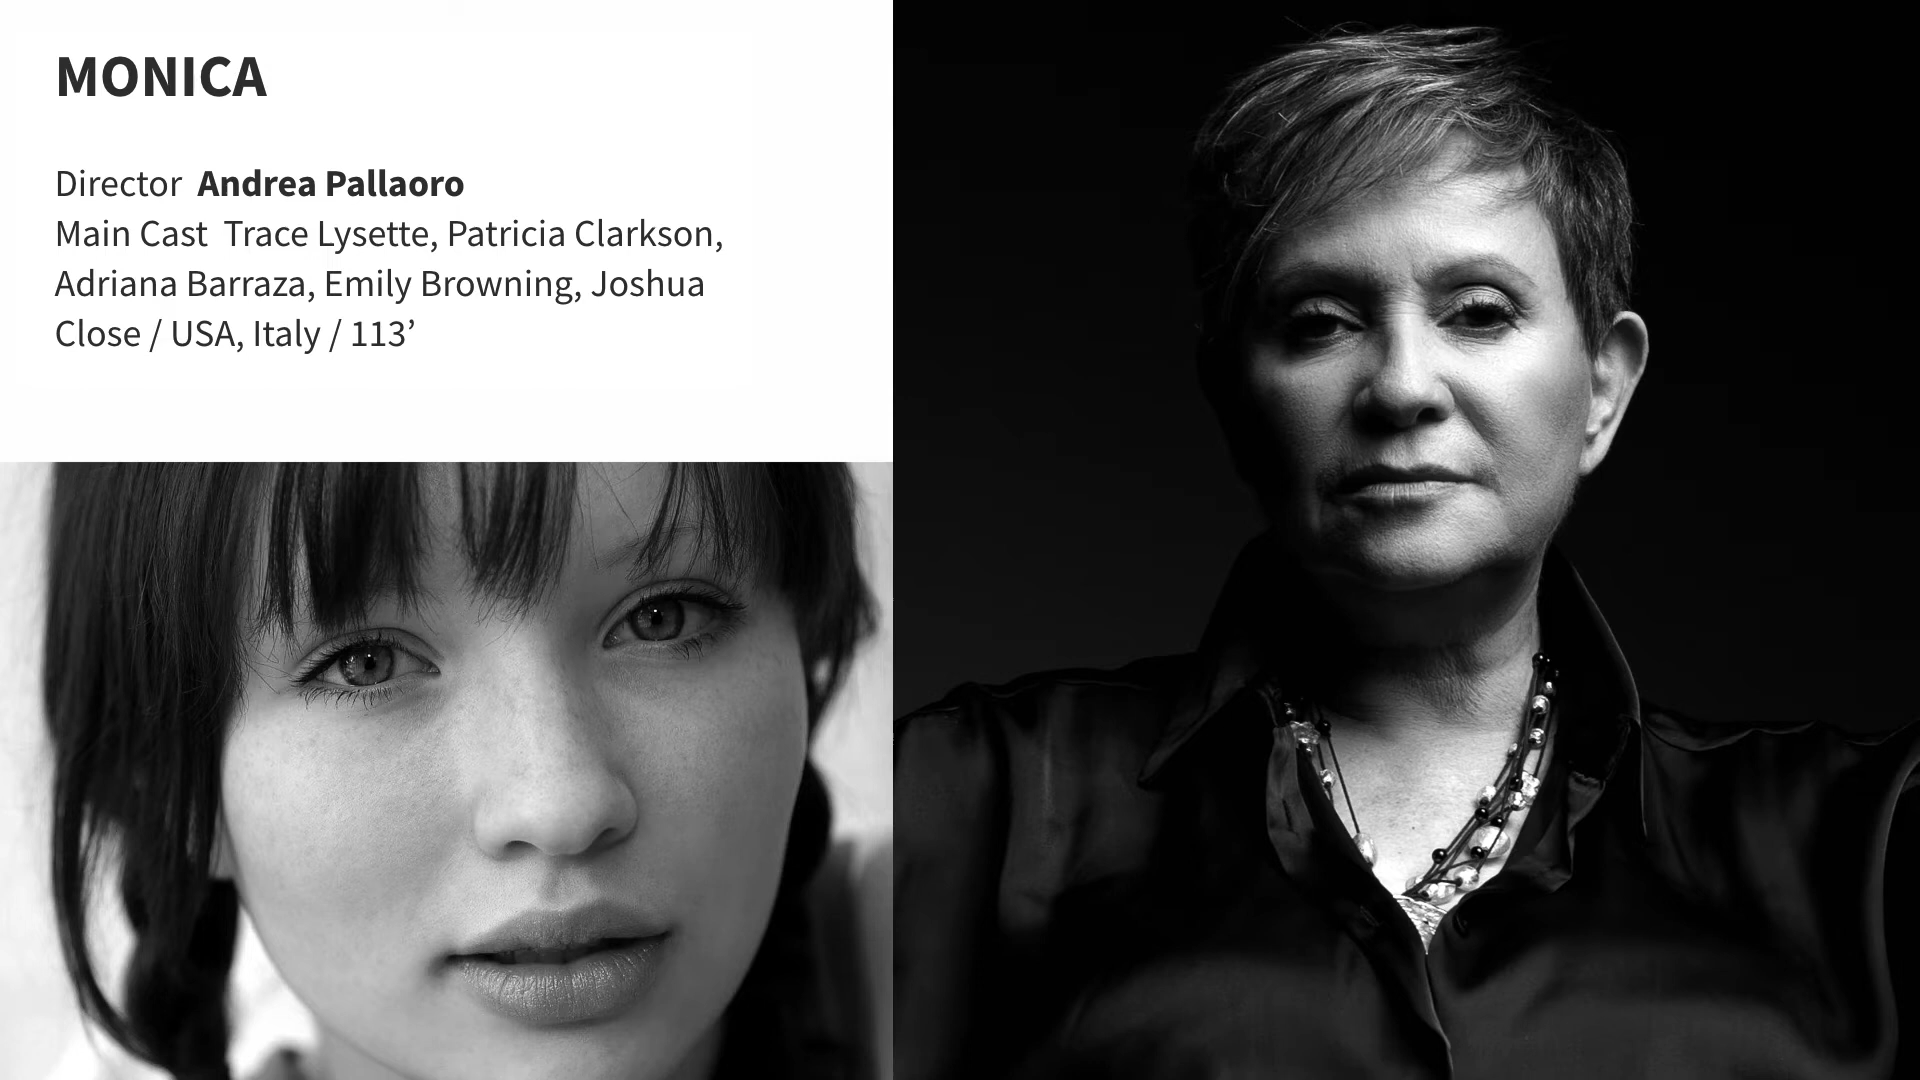 MONICA
Director Andrea Pallaoro
Main Cast Trace Lysette, Patricia Clarkson,
Adriana Barraza, Emily Browning, Joshua
Close / USA, Italy / 113’